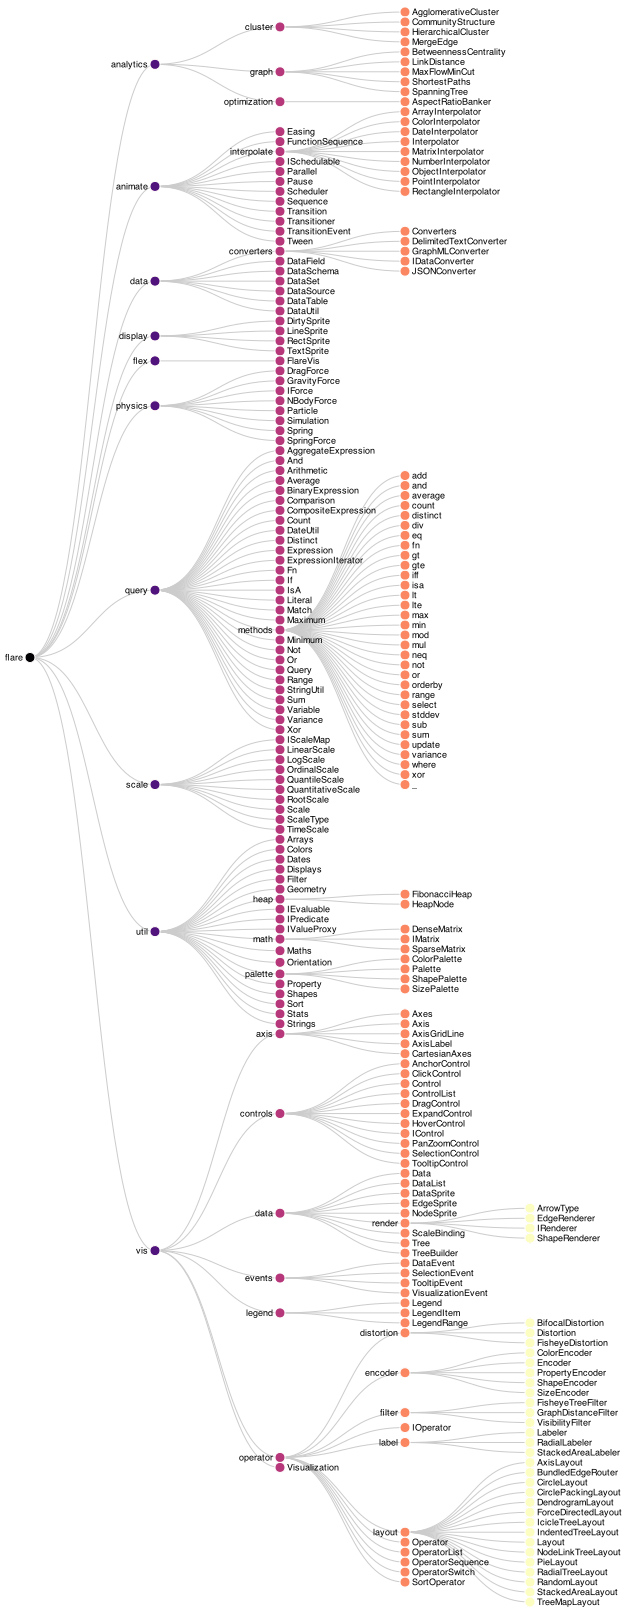 flare
analytics
cluster
AgglomerativeCluster
CommunityStructure
HierarchicalCluster
MergeEdge
graph
BetweennessCentrality
LinkDistance
MaxFlowMinCut
ShortestPaths
SpanningTree
optimization
AspectRatioBanker
animate
Easing
FunctionSequence
interpolate
ArrayInterpolator
ColorInterpolator
DateInterpolator
Interpolator
MatrixInterpolator
NumberInterpolator
ObjectInterpolator
PointInterpolator
RectangleInterpolator
ISchedulable
Parallel
Pause
Scheduler
Sequence
Transition
Transitioner
TransitionEvent
Tween
data
converters
Converters
DelimitedTextConverter
GraphMLConverter
IDataConverter
JSONConverter
DataField
DataSchema
DataSet
DataSource
DataTable
DataUtil
display
DirtySprite
LineSprite
RectSprite
TextSprite
flex
FlareVis
physics
DragForce
GravityForce
IForce
NBodyForce
Particle
Simulation
Spring
SpringForce
query
AggregateExpression
And
Arithmetic
Average
BinaryExpression
Comparison
CompositeExpression
Count
DateUtil
Distinct
Expression
ExpressionIterator
Fn
If
IsA
Literal
Match
Maximum
methods
add
and
average
count
distinct
div
eq
fn
gt
gte
iff
isa
lt
lte
max
min
mod
mul
neq
not
or
orderby
range
select
stddev
sub
sum
update
variance
where
xor
_
Minimum
Not
Or
Query
Range
StringUtil
Sum
Variable
Variance
Xor
scale
IScaleMap
LinearScale
LogScale
OrdinalScale
QuantileScale
QuantitativeScale
RootScale
Scale
ScaleType
TimeScale
util
Arrays
Colors
Dates
Displays
Filter
Geometry
heap
FibonacciHeap
HeapNode
IEvaluable
IPredicate
IValueProxy
math
DenseMatrix
IMatrix
SparseMatrix
Maths
Orientation
palette
ColorPalette
Palette
ShapePalette
SizePalette
Property
Shapes
Sort
Stats
Strings
vis
axis
Axes
Axis
AxisGridLine
AxisLabel
CartesianAxes
controls
AnchorControl
ClickControl
Control
ControlList
DragControl
ExpandControl
HoverControl
IControl
PanZoomControl
SelectionControl
TooltipControl
data
Data
DataList
DataSprite
EdgeSprite
NodeSprite
render
ArrowType
EdgeRenderer
IRenderer
ShapeRenderer
ScaleBinding
Tree
TreeBuilder
events
DataEvent
SelectionEvent
TooltipEvent
VisualizationEvent
legend
Legend
LegendItem
LegendRange
operator
distortion
BifocalDistortion
Distortion
FisheyeDistortion
encoder
ColorEncoder
Encoder
PropertyEncoder
ShapeEncoder
SizeEncoder
filter
FisheyeTreeFilter
GraphDistanceFilter
VisibilityFilter
IOperator
label
Labeler
RadialLabeler
StackedAreaLabeler
layout
AxisLayout
BundledEdgeRouter
CircleLayout
CirclePackingLayout
DendrogramLayout
ForceDirectedLayout
IcicleTreeLayout
IndentedTreeLayout
Layout
NodeLinkTreeLayout
PieLayout
RadialTreeLayout
RandomLayout
StackedAreaLayout
TreeMapLayout
Operator
OperatorList
OperatorSequence
OperatorSwitch
SortOperator
Visualization